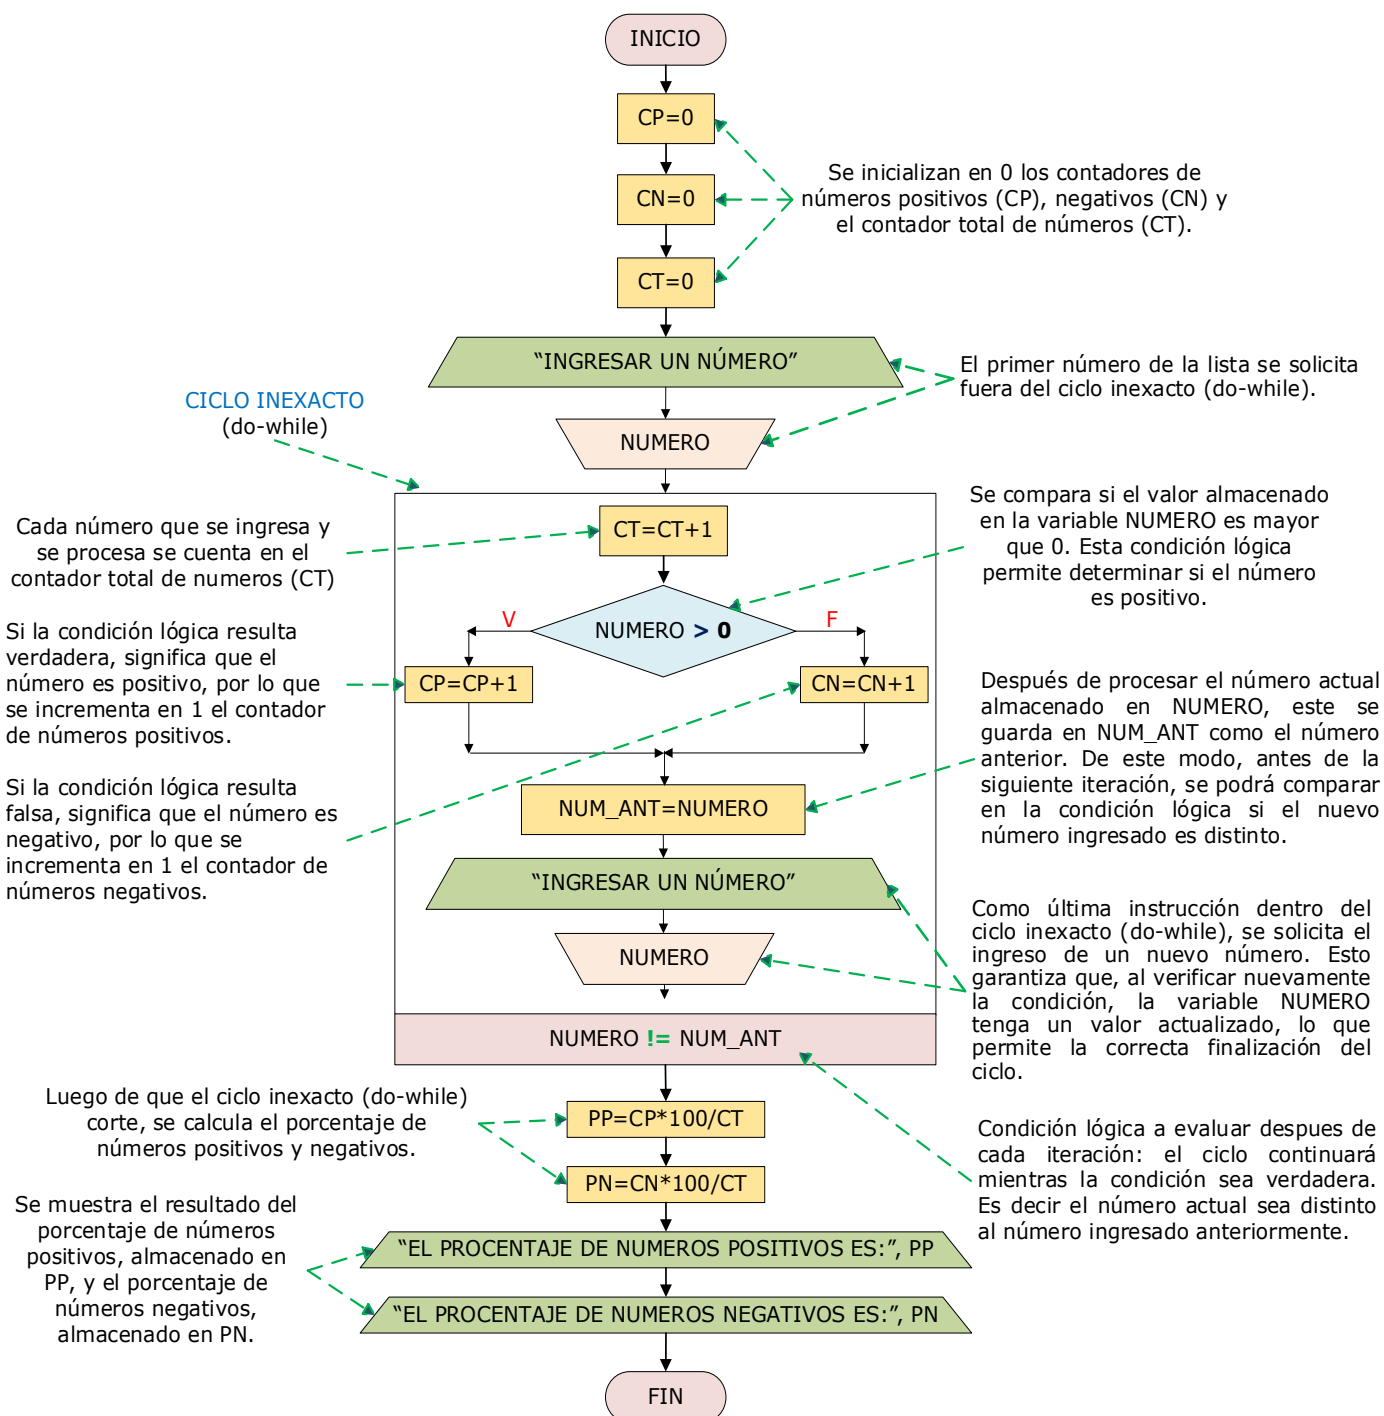 INICIO
CP=0
Se inicializan en 0 los contadores de
números positivos (CP), negativos (CN) y
el contador total de números (CT).
CN=0
CT=0
“INGRESAR UN NÚMERO”
El primer número de la lista se solicita
fuera del ciclo inexacto (do-while).
CICLO INEXACTO
(do-while)
NUMERO
Cada número que se ingresa y
se procesa se cuenta en el
contador total de numeros (CT)
CT=CT+1
Se compara si el valor almacenado
en la variable NUMERO es mayor
que 0. Esta condición lógica
permite determinar si el número
es positivo.
V
NUMERO > 0
F
Si la condición lógica resulta
verdadera, significa que el
número es positivo, por lo que
se incrementa en 1 el contador
de números positivos.
CP=CP+1
CN=CN+1
Después de procesar el número actual
almacenado en NUMERO, este se
guarda en NUM_ANT como el número
anterior. De este modo, antes de la
siguiente iteración, se podrá comparar
en la condición lógica si el nuevo
número ingresado es distinto.
Si la condición lógica resulta
falsa, significa que el número es
negativo, por lo que se
incrementa en 1 el contador de
números negativos.
NUM_ANT=NUMERO
“INGRESAR UN NÚMERO”
NUMERO
Como última instrucción dentro del
ciclo inexacto (do-while), se solicita el
ingreso de un nuevo número. Esto
garantiza que, al verificar nuevamente
la condición, la variable NUMERO
tenga un valor actualizado, lo que
permite la correcta finalización del
ciclo.
NUMERO != NUM_ANT
Luego de que el ciclo inexacto (do-while)
corte, se calcula el porcentaje de
números positivos y negativos.
PP=CP*100/CT
PN=CN*100/CT
Condición lógica a evaluar despues de
cada iteración: el ciclo continuará
mientras la condición sea verdadera.
Es decir el número actual sea distinto
al número ingresado anteriormente.
Se muestra el resultado del
porcentaje de números
positivos, almacenado en
PP, y el porcentaje de
números negativos,
almacenado en PN.
“EL PROCENTAJE DE NUMEROS POSITIVOS ES:”, PP
“EL PROCENTAJE DE NUMEROS NEGATIVOS ES:”, PN
FIN